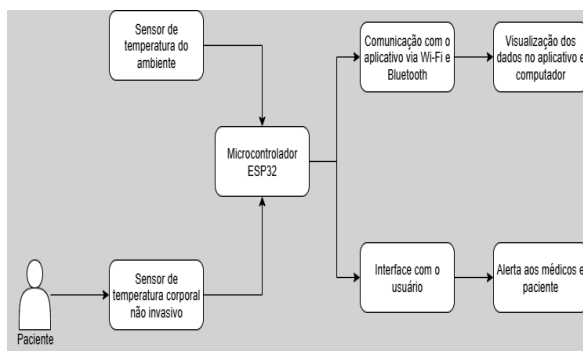 Sensor de
temperatura do
ambiente
Comunicação com o
aplicativo via Wi-Fi e
Bluetooth
Visualização dos
dados no aplicativo e
computador
Microcontrolador
ESP32
Sensor de
temperatura corporal
não invasivo
Interface com o
usuário
Alerta aos médicos e
paciente
Paciente